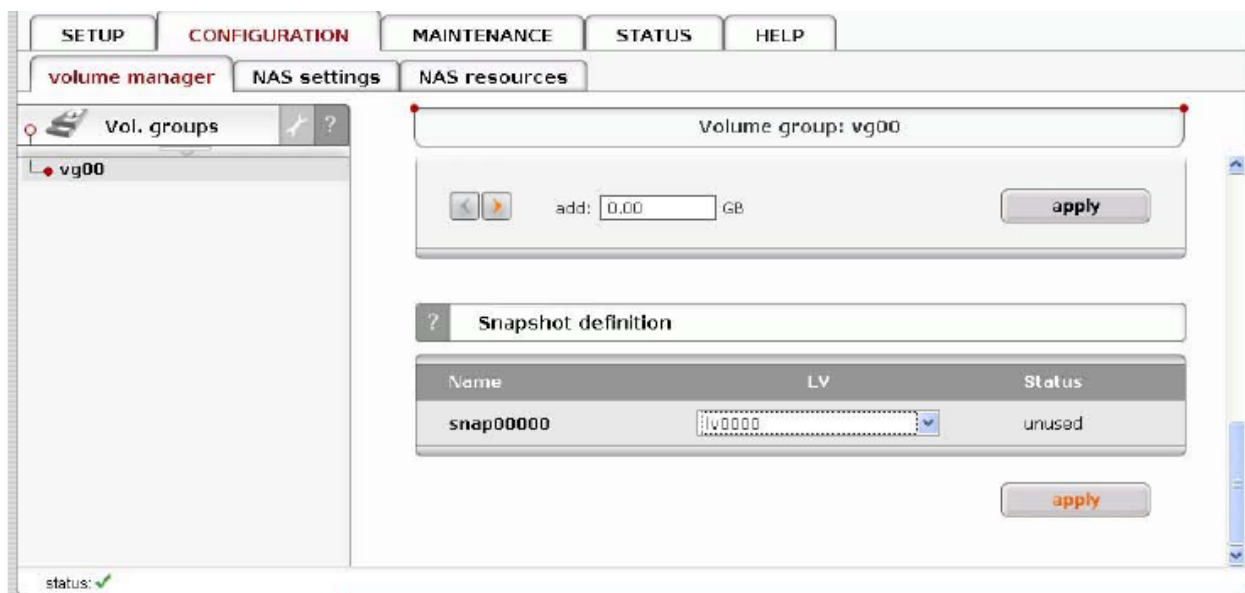 SETUP CONFIGURATION MAINTENANCE STATUS HELP
volume manager NAS settings NAS resources
Vol. groups ?
vg00
Volume group: vg00
add: 0.00 GB apply
? Snapshot definition
Name LV Status
snap00000 lv0000 unused
apply
status: